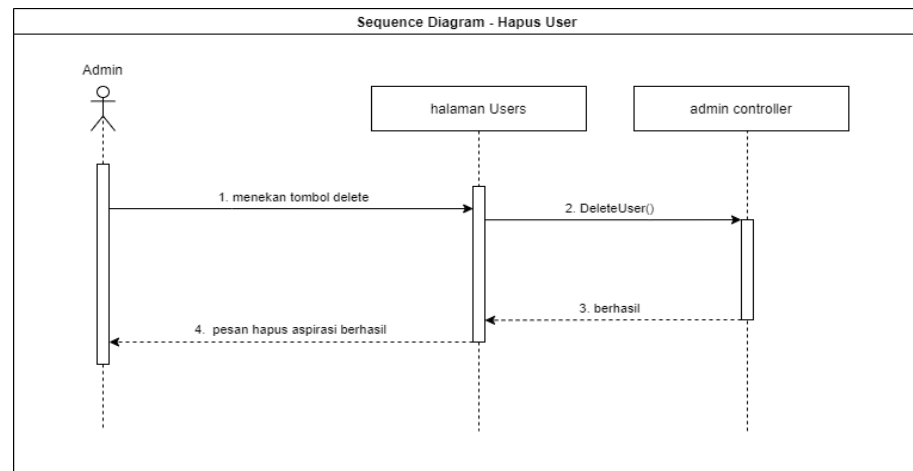 Sequence Diagram - Hapus User
Admin
halaman Users
admin controller
1. menekan tombol delete
2. DeleteUser()
3. berhasil
4. pesan hapus aspirasi berhasil